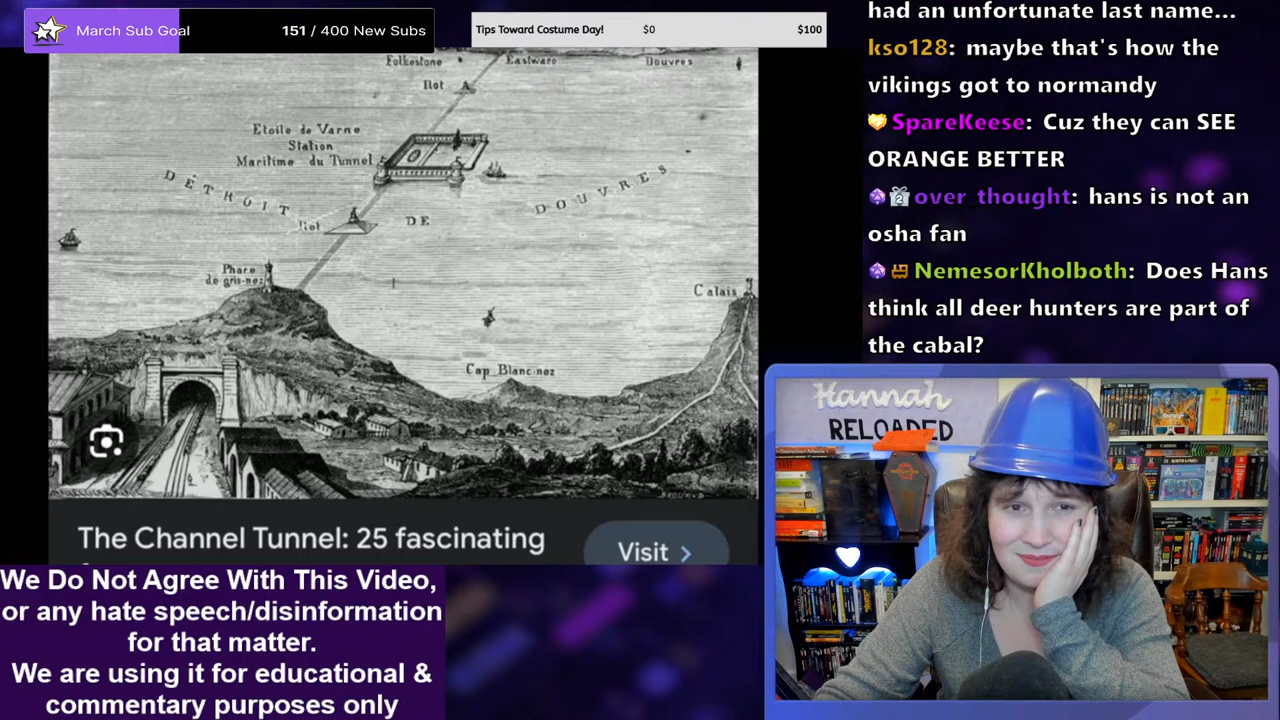 March Sub Goal 151 / 400 New Subs
Tips Toward Costume Day! $0 $100
Folkestone Eastware Douvres
Ilot
Etoile de Varne
Station
Maritime du Tunnel
DÉTROIT DE DOUVRES
Ilot
Phare
de gris-nez
Calais
Cap Blanc-nez
The Channel Tunnel: 25 fascinating
Visit >
We Do Not Agree With This Video,
or any hate speech/disinformation
for that matter.
We are using it for educational &
commentary purposes only
had an unfortunate last name...
kso128: maybe that's how the
vikings got to normandy
SpareKeese: Cuz they can SEE
ORANGE BETTER
over thought: hans is not an
osha fan
NemesorKholboth: Does Hans
think all deer hunters are part of
the cabal?
Hannah
RELOADED